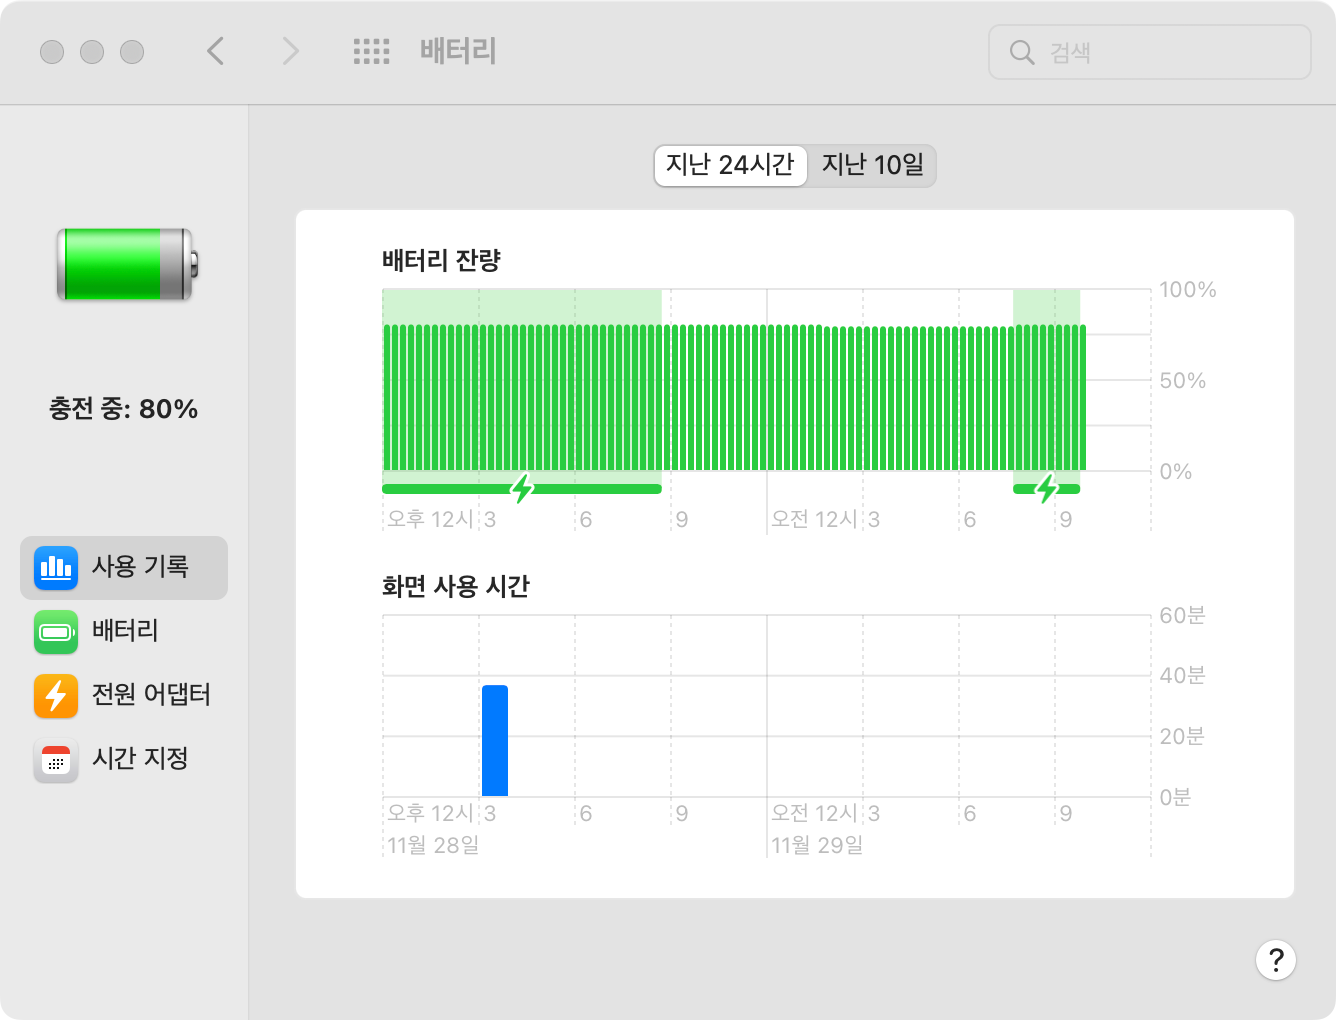 배터리
검색
지난 24시간 지난 10일
충전 중: 80%
사용 기록
배터리
전원 어댑터
시간 지정
배터리 잔량
100%
50%
0%
오후 12시 3 6 9 오전 12시 3 6 9
화면 사용 시간
60분
40분
20분
0분
오후 12시 3 6 9 오전 12시 3 6 9
11월 28일 11월 29일
?